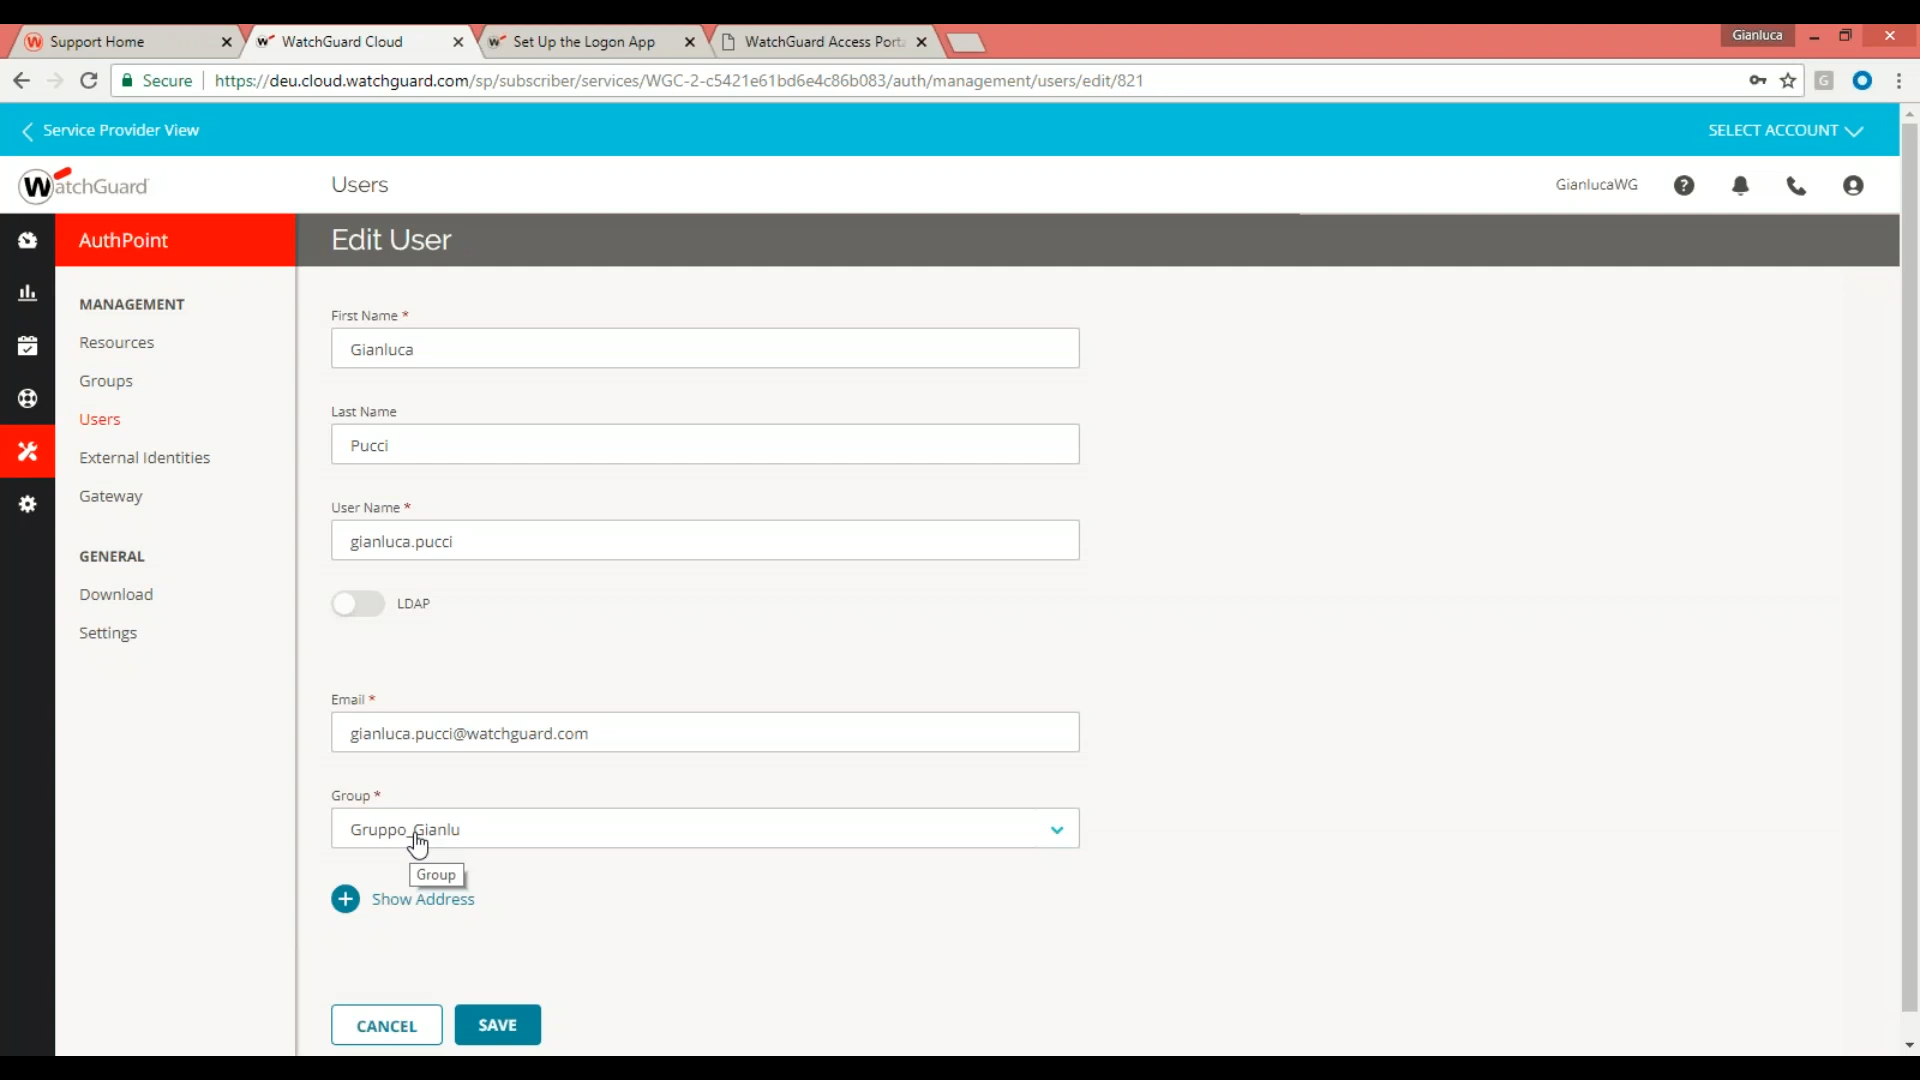 Support Home
WatchGuard Cloud
Set Up the Logon App
WatchGuard Access Port
Gianluca
Secure
https://deu.cloud.watchguard.com/sp/subscriber/services/WGC-2-c5421e61bd6e4c86b083/auth/management/users/edit/821
Service Provider View
SELECT ACCOUNT
WatchGuard
Users
GianlucaWG
AuthPoint
Edit User
MANAGEMENT
Resources
Groups
Users
External Identities
Gateway
GENERAL
Download
Settings
First Name *
Gianluca
Last Name
Pucci
User Name *
gianluca.pucci
LDAP
Email *
gianluca.pucci@watchguard.com
Group *
Gruppo_Gianlu
Group
Show Address
CANCEL
SAVE